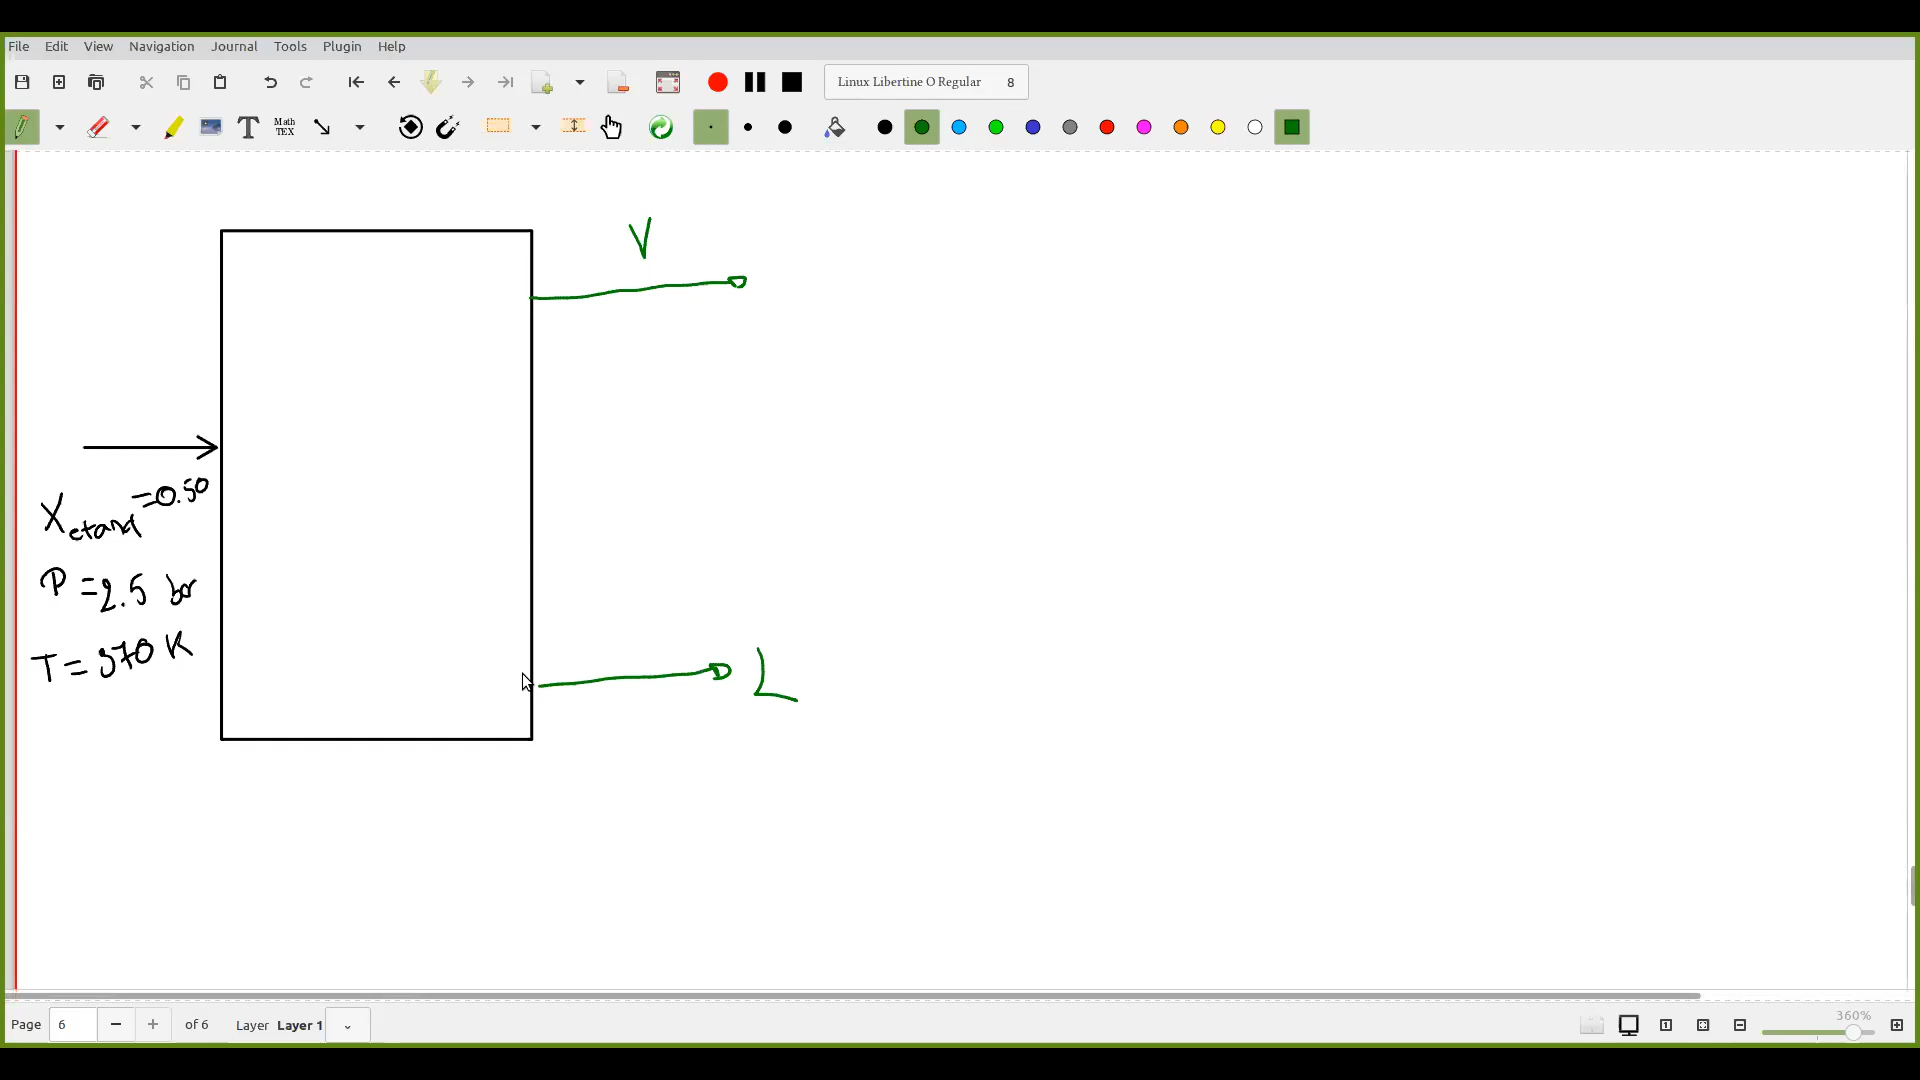 File Edit View Navigation Journal Tools Plugin Help
Linux Libertine O Regular 8
T Math TEX
V
= 0.50
X
P = 2.5 bar
T = 370 K
L
Page 6 of 6 Layer Layer 1
360%